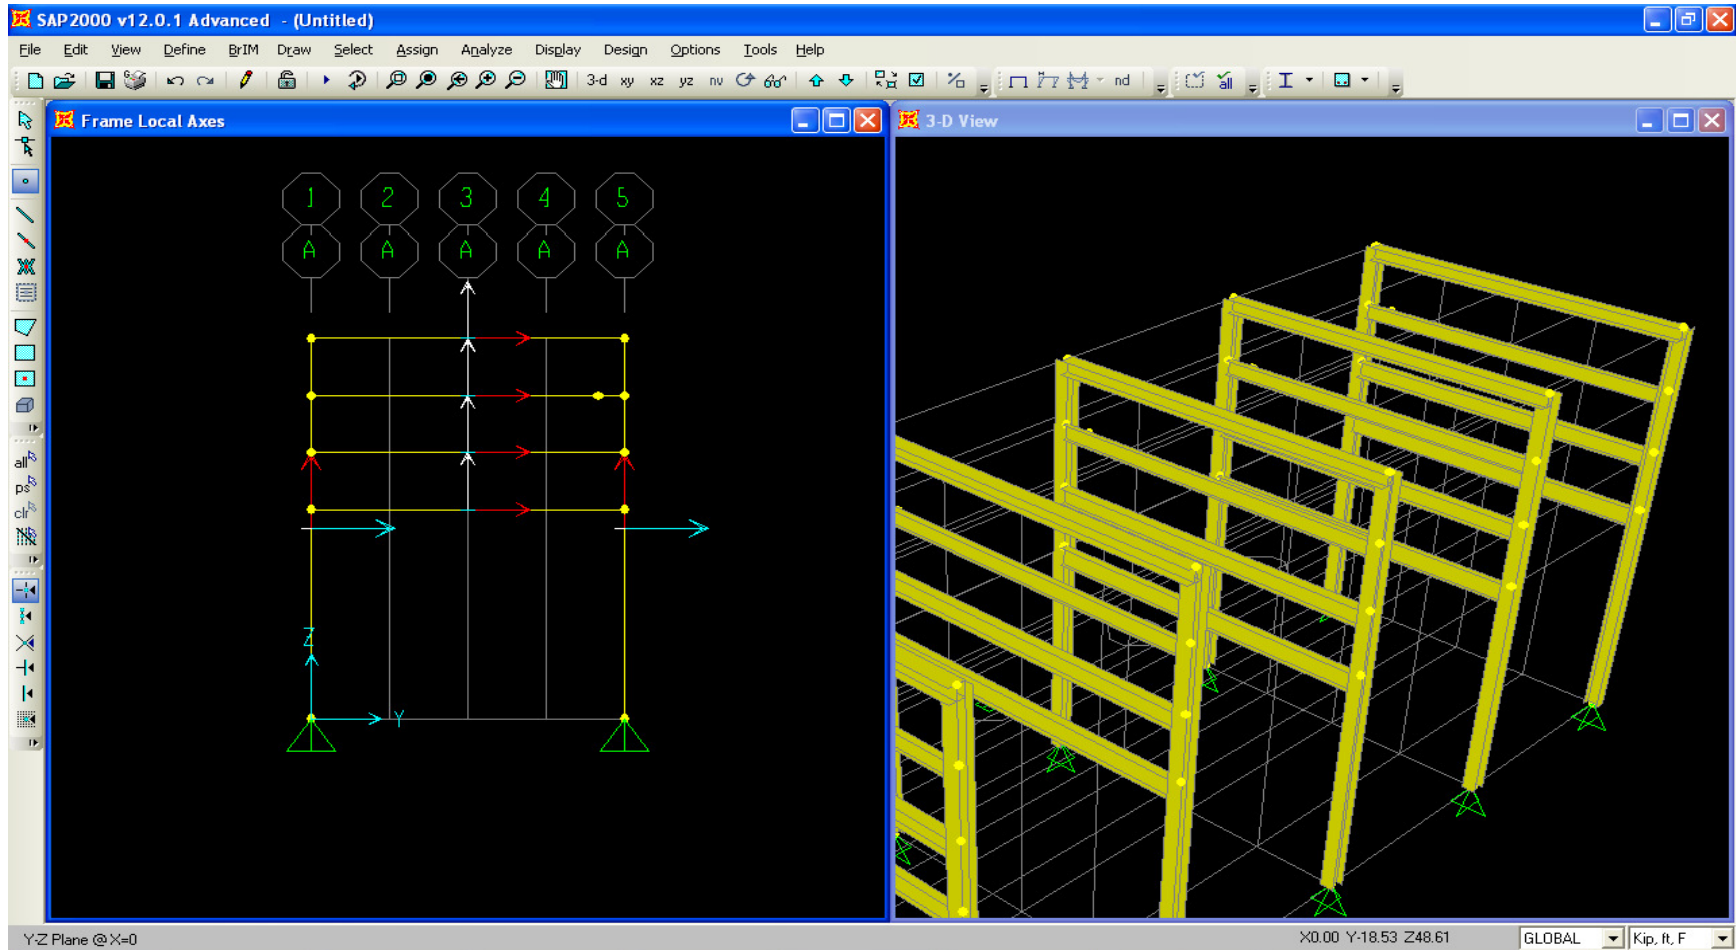 SAP2000 v12.0.1 Advanced - (Untitled)
File Edit View Define BrIM Draw Select Assign Analyze Display Design Options Tools Help
3-d xy xz yz nv nd all
Frame Local Axes
3-D View
1 2 3 4 5
A A A A A
Z
Y
all
ps
clr
Y-Z Plane @ X=0
X0.00 Y-18.53 Z48.61
GLOBAL
Kip, ft, F